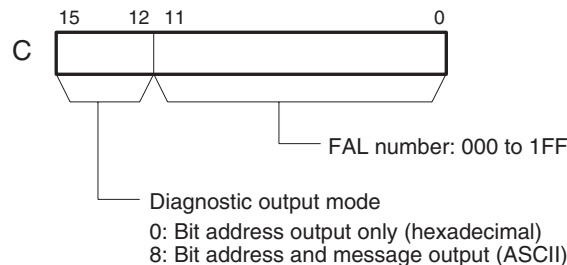 15 12 11 0
C
FAL number: 000 to 1FF
Diagnostic output mode
0: Bit address output only (hexadecimal)
8: Bit address and message output (ASCII)